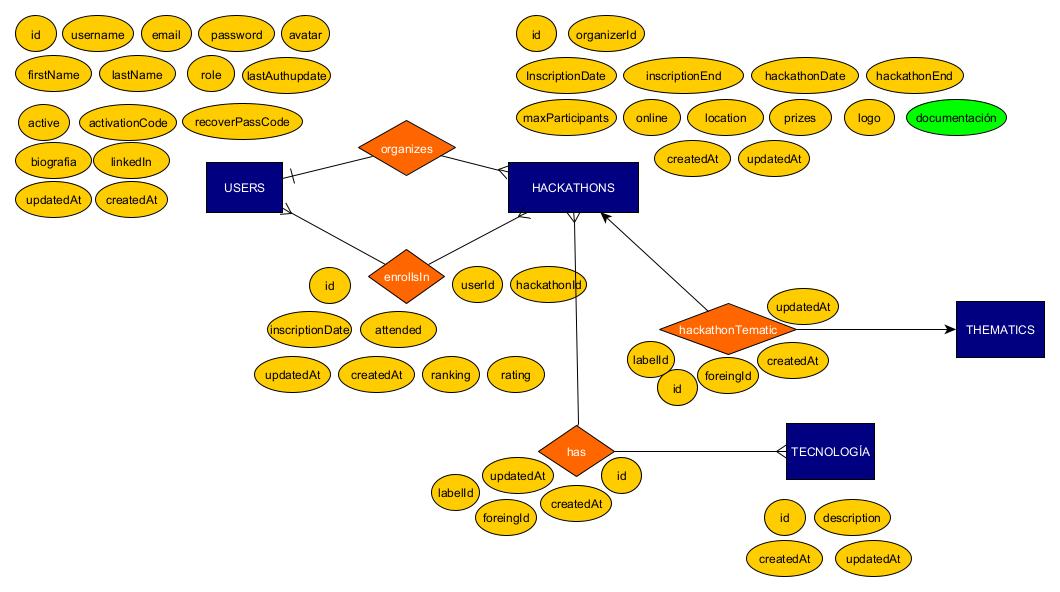 id username email password avatar
firstName lastName role lastAuthupdate
active activationCode recoverPassCode
biografia linkedIn
updatedAt createdAt
USERS
organizes
id organizerId
InscriptionDate inscriptionEnd hackathonDate hackathonEnd
maxParticipants online location prizes logo documentación
createdAt updatedAt
HACKATHONS
enrollsIn
id userId hackathonId
inscriptionDate attended
updatedAt createdAt ranking rating
hackathonTematic
updatedAt
labelId foreingId createdAt
id
THEMATICS
has
updatedAt id
labelId createdAt
foreingId
TECNOLOGÍA
id description
createdAt updatedAt